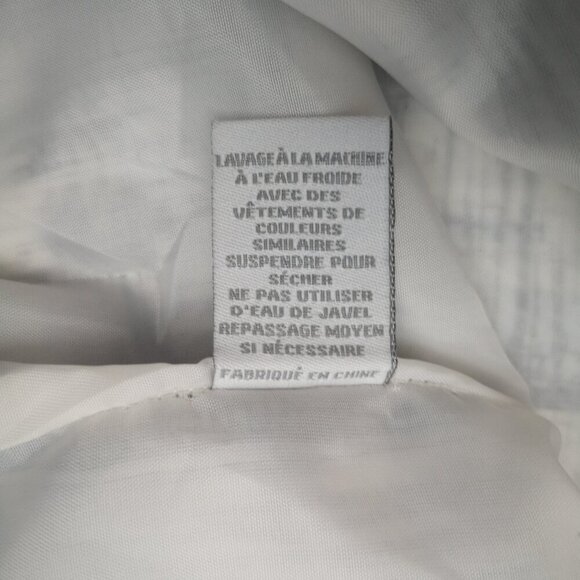 LAVAGE À LA MACHINE
À L'EAU FROIDE
AVEC DES
VÊTEMENTS DE
COULEURS
SIMILAIRES
SUSPENDRE POUR
SÉCHER
NE PAS UTILISER
D'EAU DE JAVEL
REPASSAGE MOYEN
SI NÉCESSAIRE
FABRIQUÉ EN CHINE